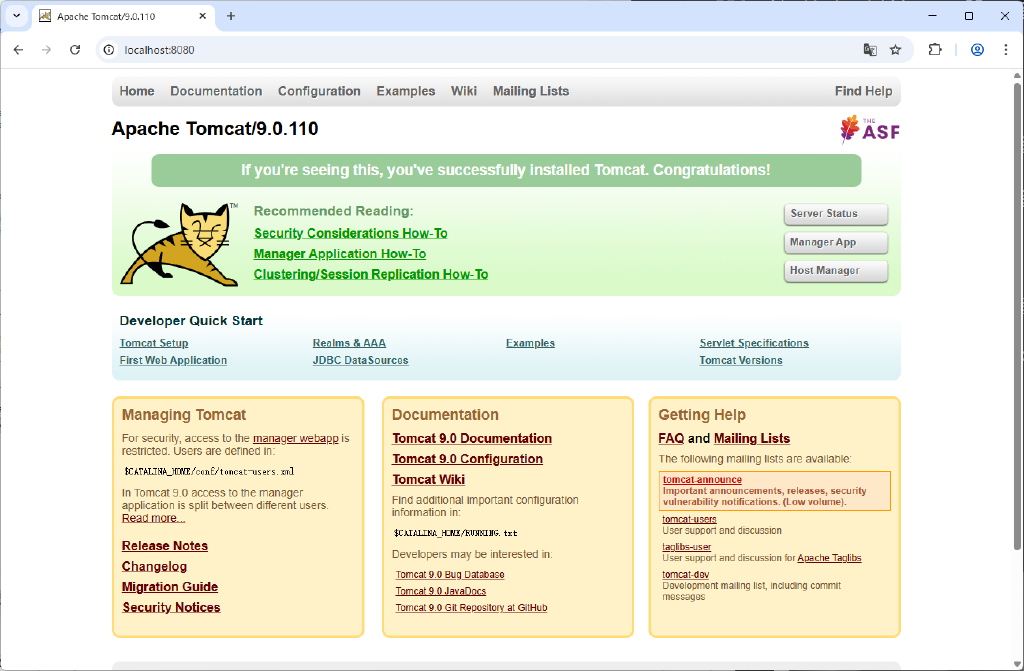 Apache Tomcat/9.0.110
localhost:8080
Home Documentation Configuration Examples Wiki Mailing Lists Find Help
Apache Tomcat/9.0.110
THE ASF
If you're seeing this, you've successfully installed Tomcat. Congratulations!
TM
Recommended Reading:
Security Considerations How-To
Manager Application How-To
Clustering/Session Replication How-To
Server Status
Manager App
Host Manager
Developer Quick Start
Tomcat Setup
First Web Application
Realms & AAA
JDBC DataSources
Examples
Servlet Specifications
Tomcat Versions
Managing Tomcat
For security, access to the manager webapp is
restricted. Users are defined in:
$CATALINA_HOME/conf/tomcat-users.xml
In Tomcat 9.0 access to the manager
application is split between different users.
Read more...
Release Notes
Changelog
Migration Guide
Security Notices
Documentation
Tomcat 9.0 Documentation
Tomcat 9.0 Configuration
Tomcat Wiki
Find additional important configuration
information in:
$CATALINA_HOME/RUNNING.txt
Developers may be interested in:
Tomcat 9.0 Bug Database
Tomcat 9.0 JavaDocs
Tomcat 9.0 Git Repository at GitHub
Getting Help
FAQ and Mailing Lists
The following mailing lists are available:
tomcat-announce
Important announcements, releases, security
vulnerability notifications. (Low volume).
tomcat-users
User support and discussion
taglibs-user
User support and discussion for Apache Taglibs
tomcat-dev
Development mailing list, including commit
messages